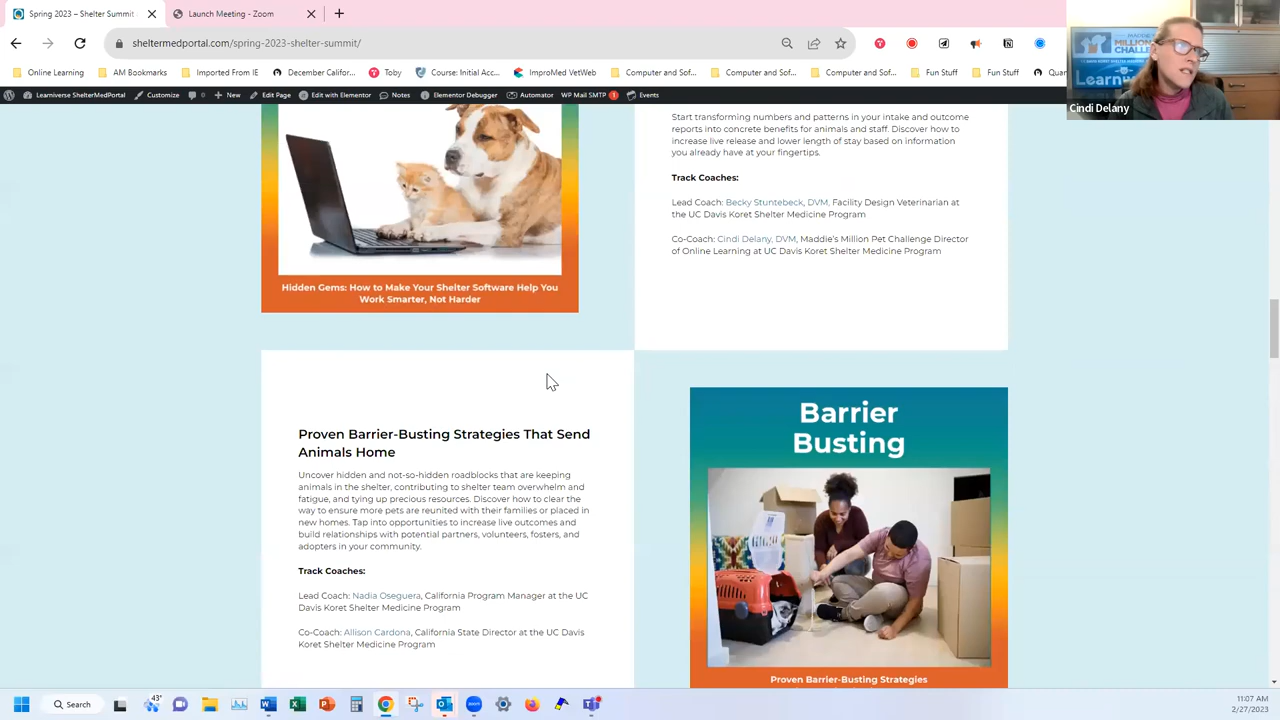 Spring 2023 – Shelter Summit
Launch Meeting - Zoom
sheltermedportal.com/spring-2023-shelter-summit/
Online Learning
AM Bookmarks
Imported From IE
December Califor...
Toby
Course: Initial Acc...
ImproMed VetWeb
Computer and Sof...
Computer and Sof...
Computer and Sof...
Fun Stuff
Fun Stuff
Learniverse ShelterMedPortal
Customize
0
New
Edit Page
Edit with Elementor
Notes
Elementor Debugger
Automator
WP Mail SMTP 1
Events
Cindi Delany
Start transforming numbers and patterns in your intake and outcome
reports into concrete benefits for animals and staff. Discover how to
increase live release and lower length of stay based on information
you already have at your fingertips.
Track Coaches:
Lead Coach: Becky Stuntebeck, DVM, Facility Design Veterinarian at
the UC Davis Koret Shelter Medicine Program
Co-Coach: Cindi Delany, DVM, Maddie's Million Pet Challenge Director
of Online Learning at UC Davis Koret Shelter Medicine Program
Hidden Gems: How to Make Your Shelter Software Help You
Work Smarter, Not Harder
Proven Barrier-Busting Strategies That Send
Animals Home
Uncover hidden and not-so-hidden roadblocks that are keeping
animals in the shelter, contributing to shelter team overwhelm and
fatigue, and tying up precious resources. Discover how to clear the
way to ensure more pets are reunited with their families or placed in
new homes. Tap into opportunities to increase live outcomes and
build relationships with potential partners, volunteers, fosters, and
adopters in your community.
Track Coaches:
Lead Coach: Nadia Oseguera, California Program Manager at the UC
Davis Koret Shelter Medicine Program
Co-Coach: Allison Cardona, California State Director at the UC Davis
Koret Shelter Medicine Program
Barrier
Busting
Proven Barrier-Busting Strategies
Search
43°
11:07 AM
2/27/2023